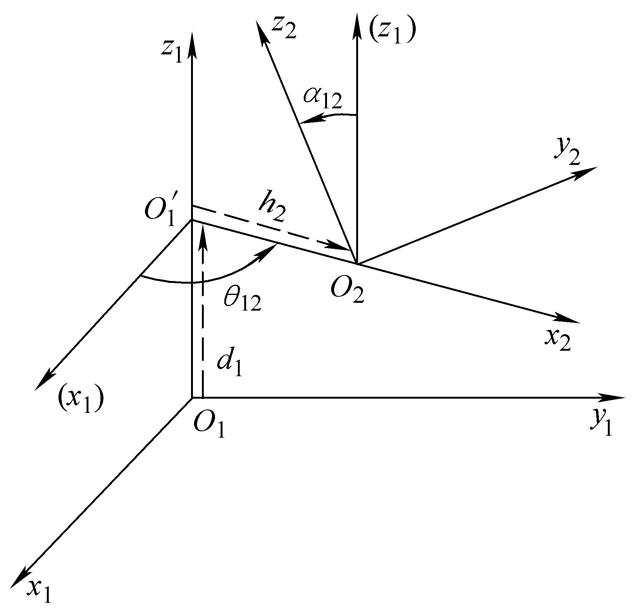 z₂
(z₁)
z₁
α₁₂
y₂
O₁′
h₂
O₂
θ₁₂
x₂
d₁
(x₁)
O₁
y₁
x₁